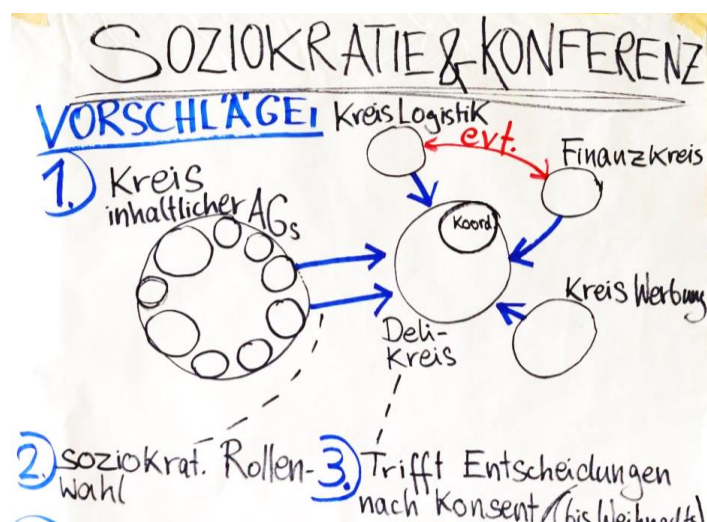 SOZIOKRATIE & KONFERENZ
VORSCHLÄGE:
Kreis Logistik
evt.
Finanzkreis
1. Kreis
inhaltlicher AGs
Koord
Kreis Werbung
Deli-
Kreis
2. soziokrat. Rollen-
wahl
3. Trifft Entscheidungen
nach Konsent (bis